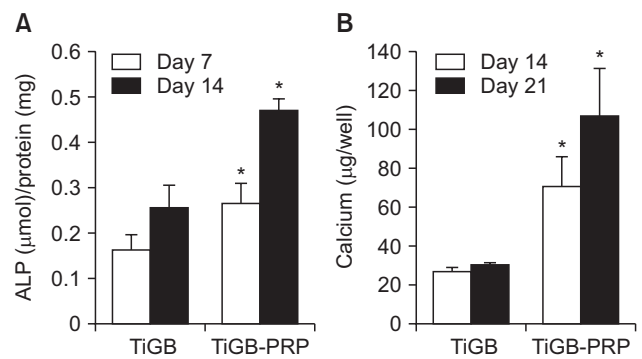 A
ALP (μmol)/protein (mg)
0.6
0.5
0.4
0.3
0.2
0.1
0
Day 7
Day 14
*
*
TiGB
TiGB-PRP
B
Calcium (μg/well)
140
120
100
80
60
40
20
0
Day 14
Day 21
*
*
TiGB
TiGB-PRP